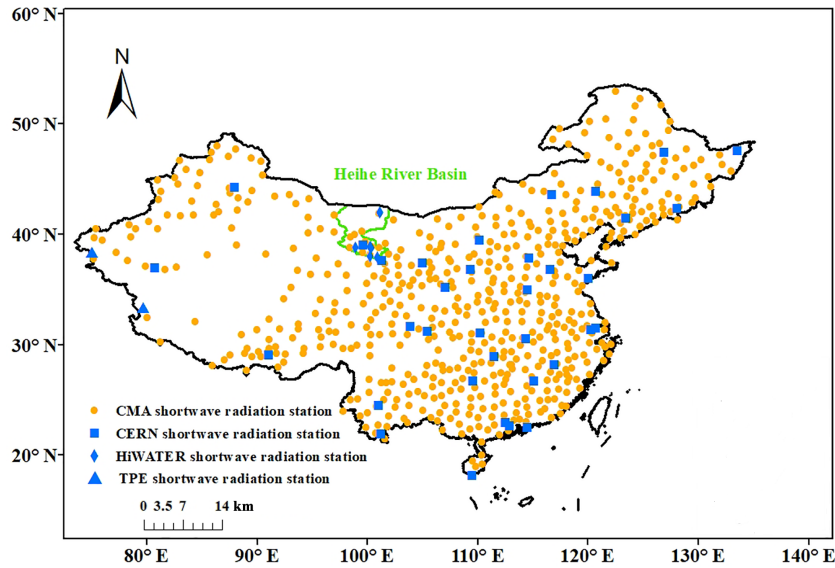 60° N
N
50° N
Heihe River Basin
40° N
30° N
CMA shortwave radiation station
CERN shortwave radiation station
HiWATER shortwave radiation station
20° N
TPE shortwave radiation station
0 3.5 7 14 km
80° E 90° E 100° E 110° E 120° E 130° E 140° E